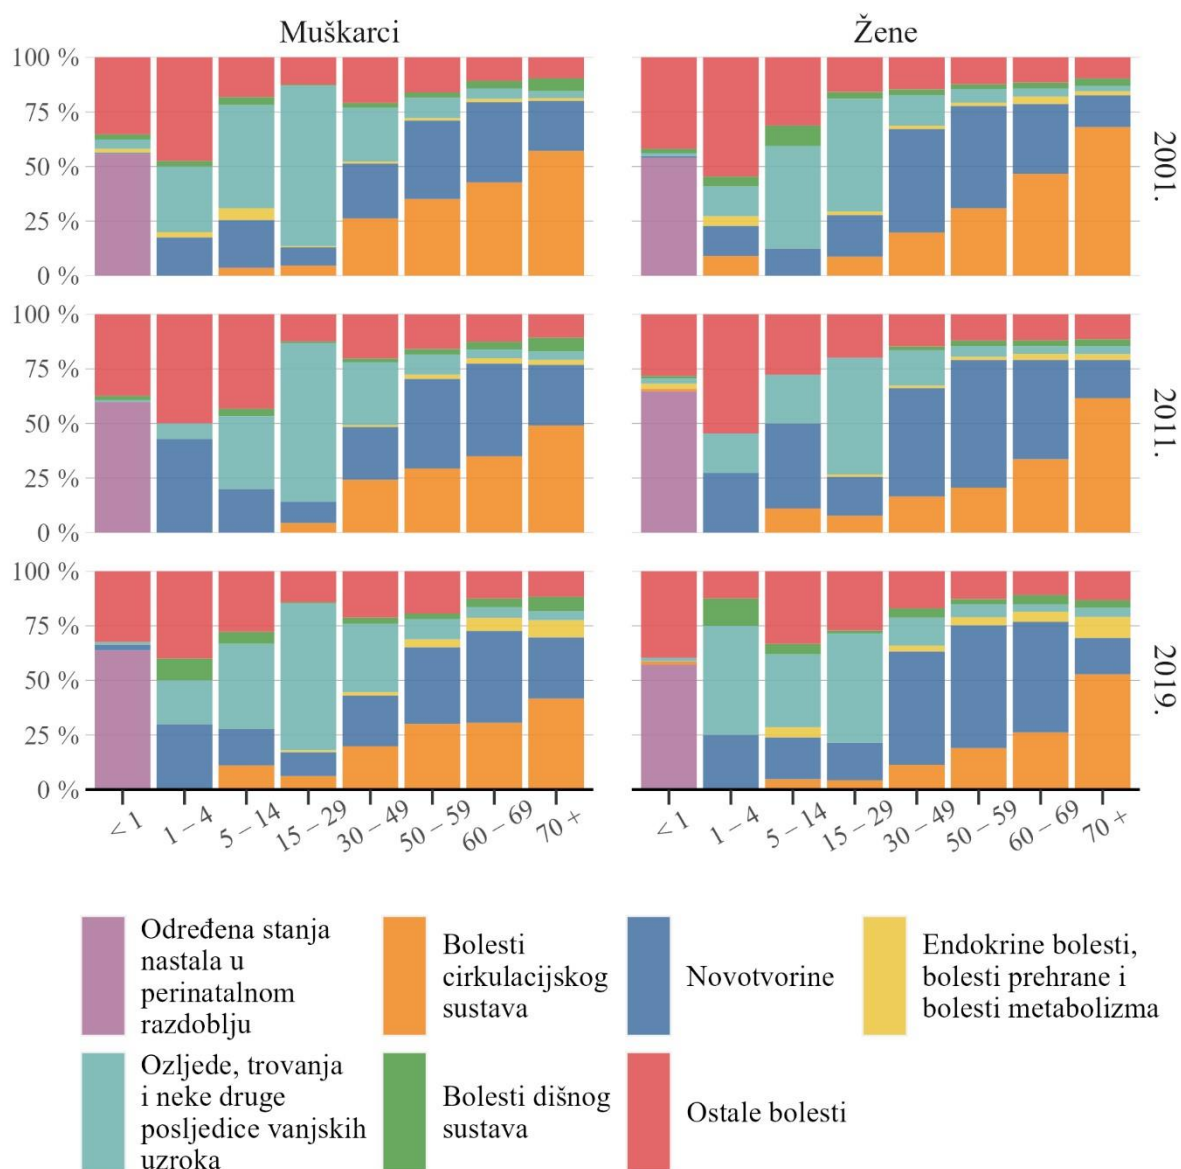 Muškarci
Žene
100 %
75 %
50 %
25 %
0 %
2001.
100 %
75 %
50 %
25 %
0 %
2011.
100 %
75 %
50 %
25 %
0 %
2019.
< 1
1 – 4
5 – 14
15 – 29
30 – 49
50 – 59
60 – 69
70 +
< 1
1 – 4
5 – 14
15 – 29
30 – 49
50 – 59
60 – 69
70 +
Određena stanja
nastala u
perinatalnom
razdoblju
Bolesti
cirkulacijskog
sustava
Novotvorine
Endokrine bolesti,
bolesti prehrane i
bolesti metabolizma
Ozljede, trovanja
i neke druge
posljedice vanjskih
uzroka
Bolesti dišnog
sustava
Ostale bolesti